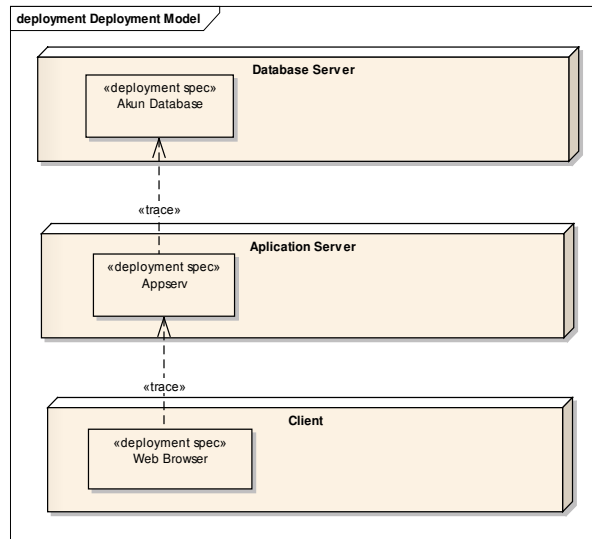 deployment Deployment Model
Database Server
«deployment spec»
Akun Database
«trace»
Aplication Server
«deployment spec»
Appserv
«trace»
Client
«deployment spec»
Web Browser